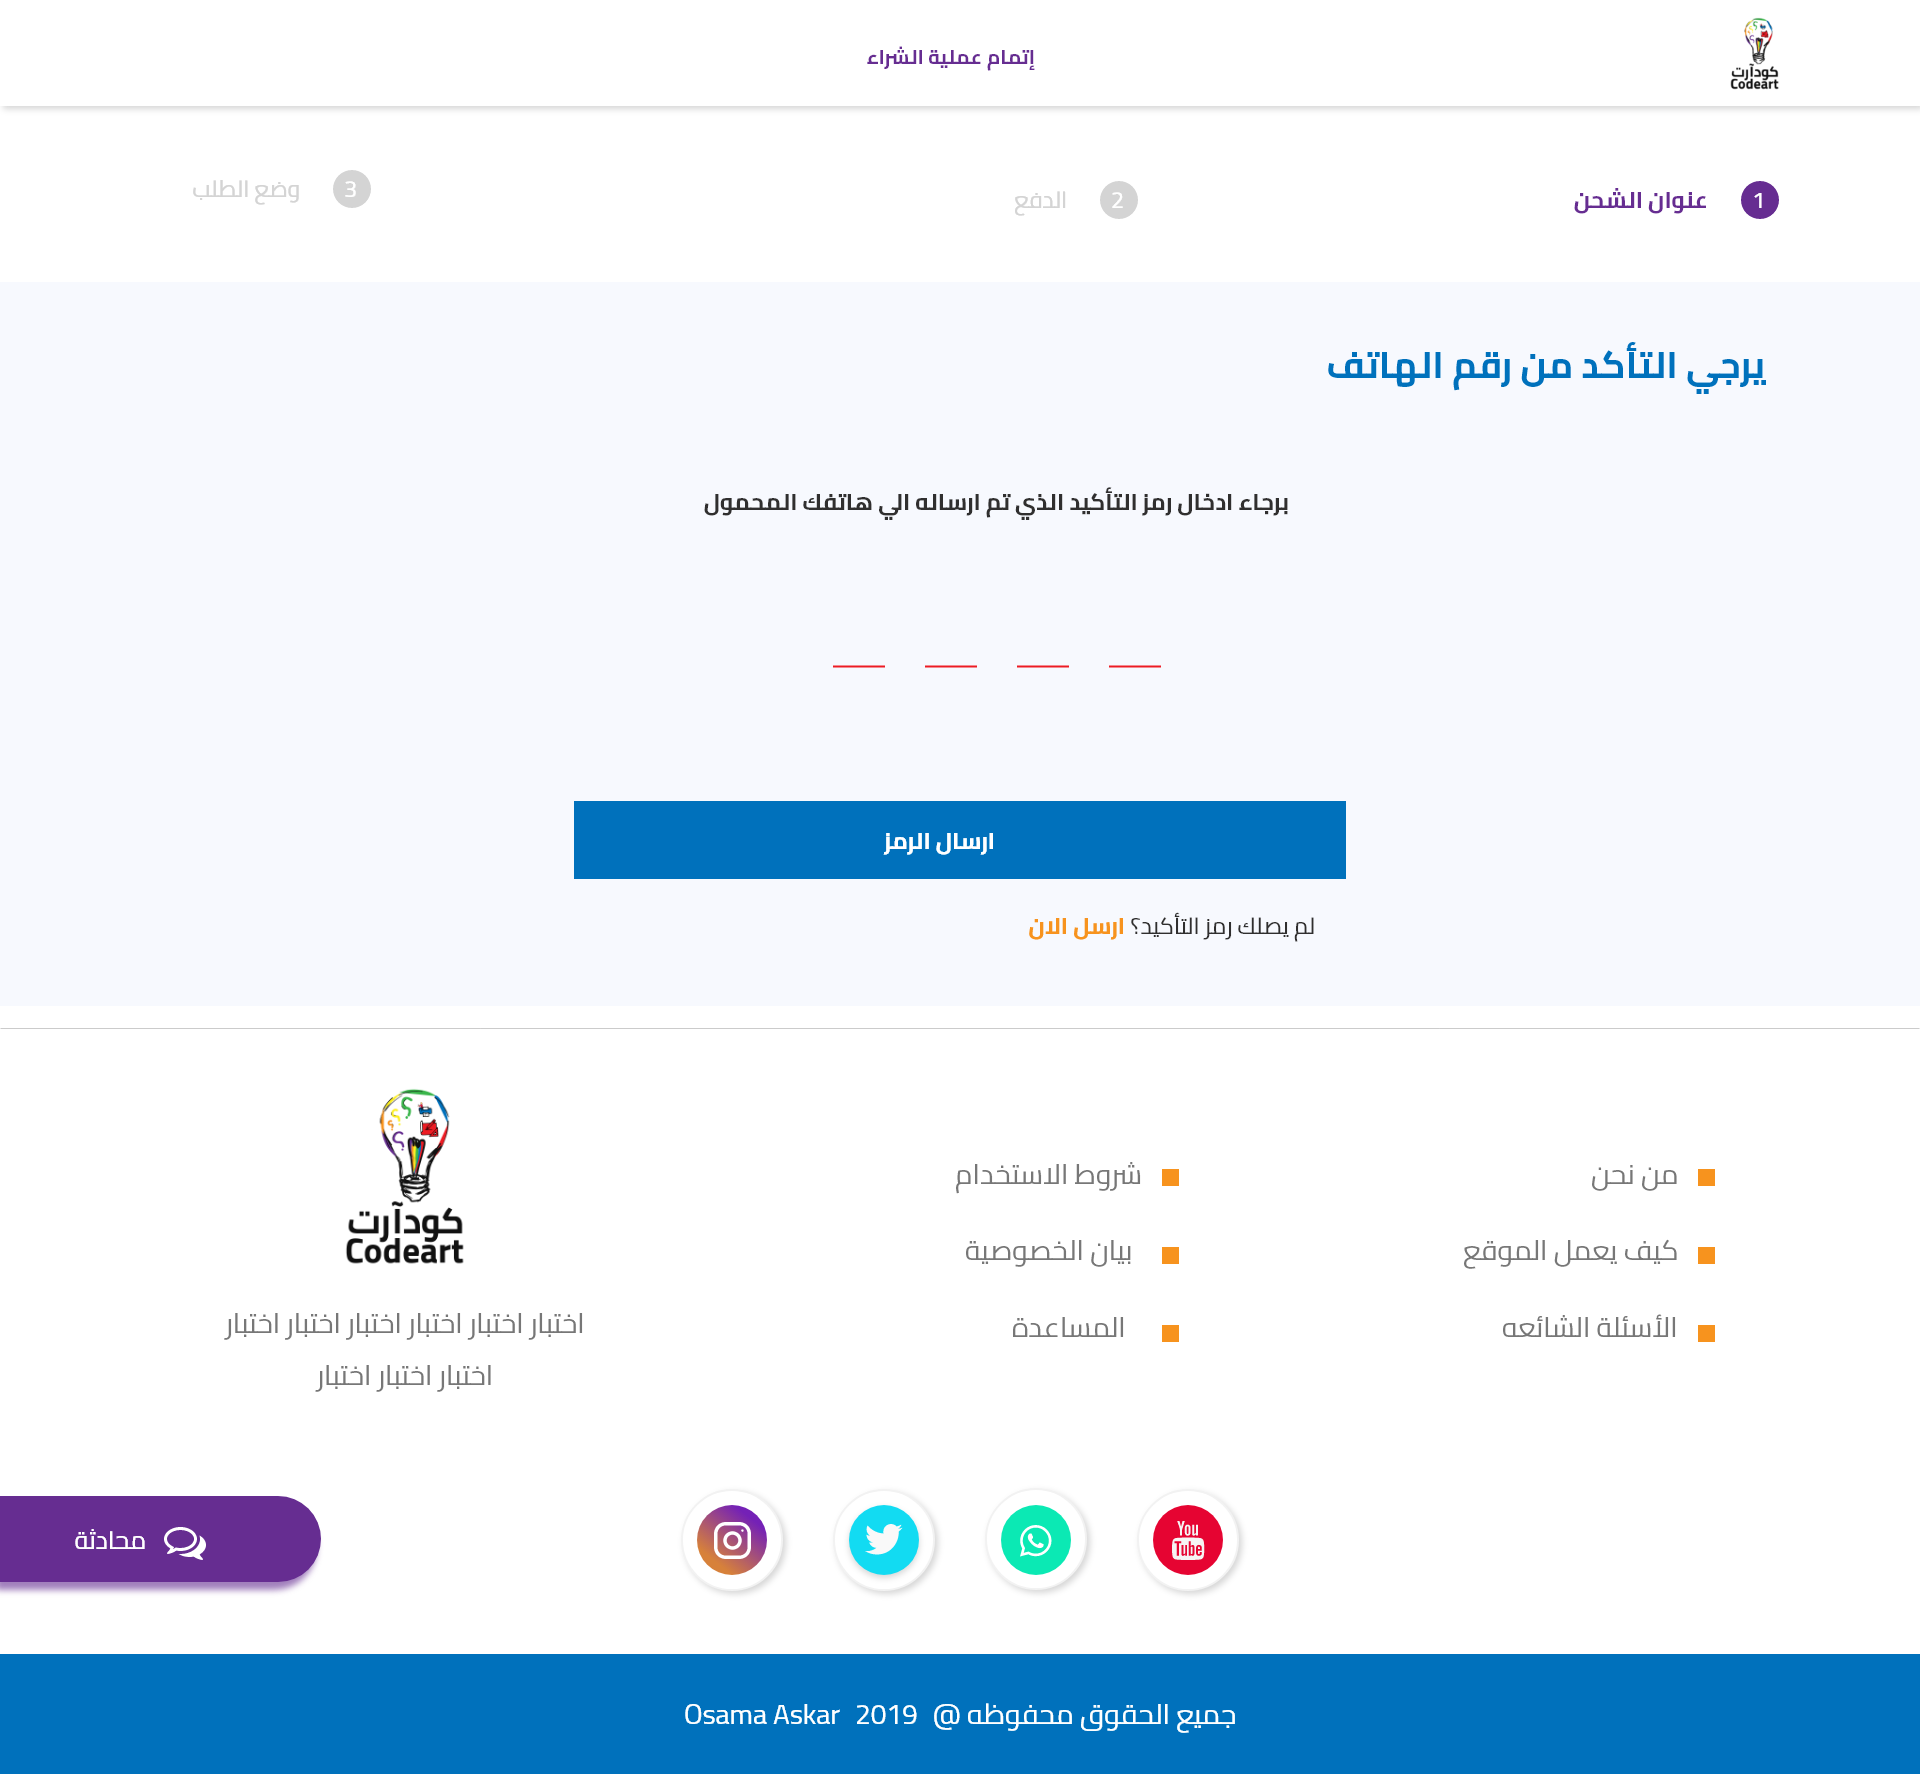 كودآرت
Codeart
إتمام عملية الشراء
1 عنوان الشحن
2 الدفع
3 وضع الطلب
يرجي التأكد من رقم الهاتف
برجاء ادخال رمز التأكيد الذي تم ارساله الي هاتفك المحمول
ارسال الرمز
لم يصلك رمز التأكيد؟ ارسل الان
من نحن
كيف يعمل الموقع
الأسئلة الشائعه
شروط الاستخدام
بيان الخصوصية
المساعدة
كودآرت
Codeart
اختبار اختبار اختبار اختبار اختبار اختبار
اختبار اختبار اختبار
You
Tube
محادثة
جميع الحقوق محفوظه @ 2019 Osama Askar